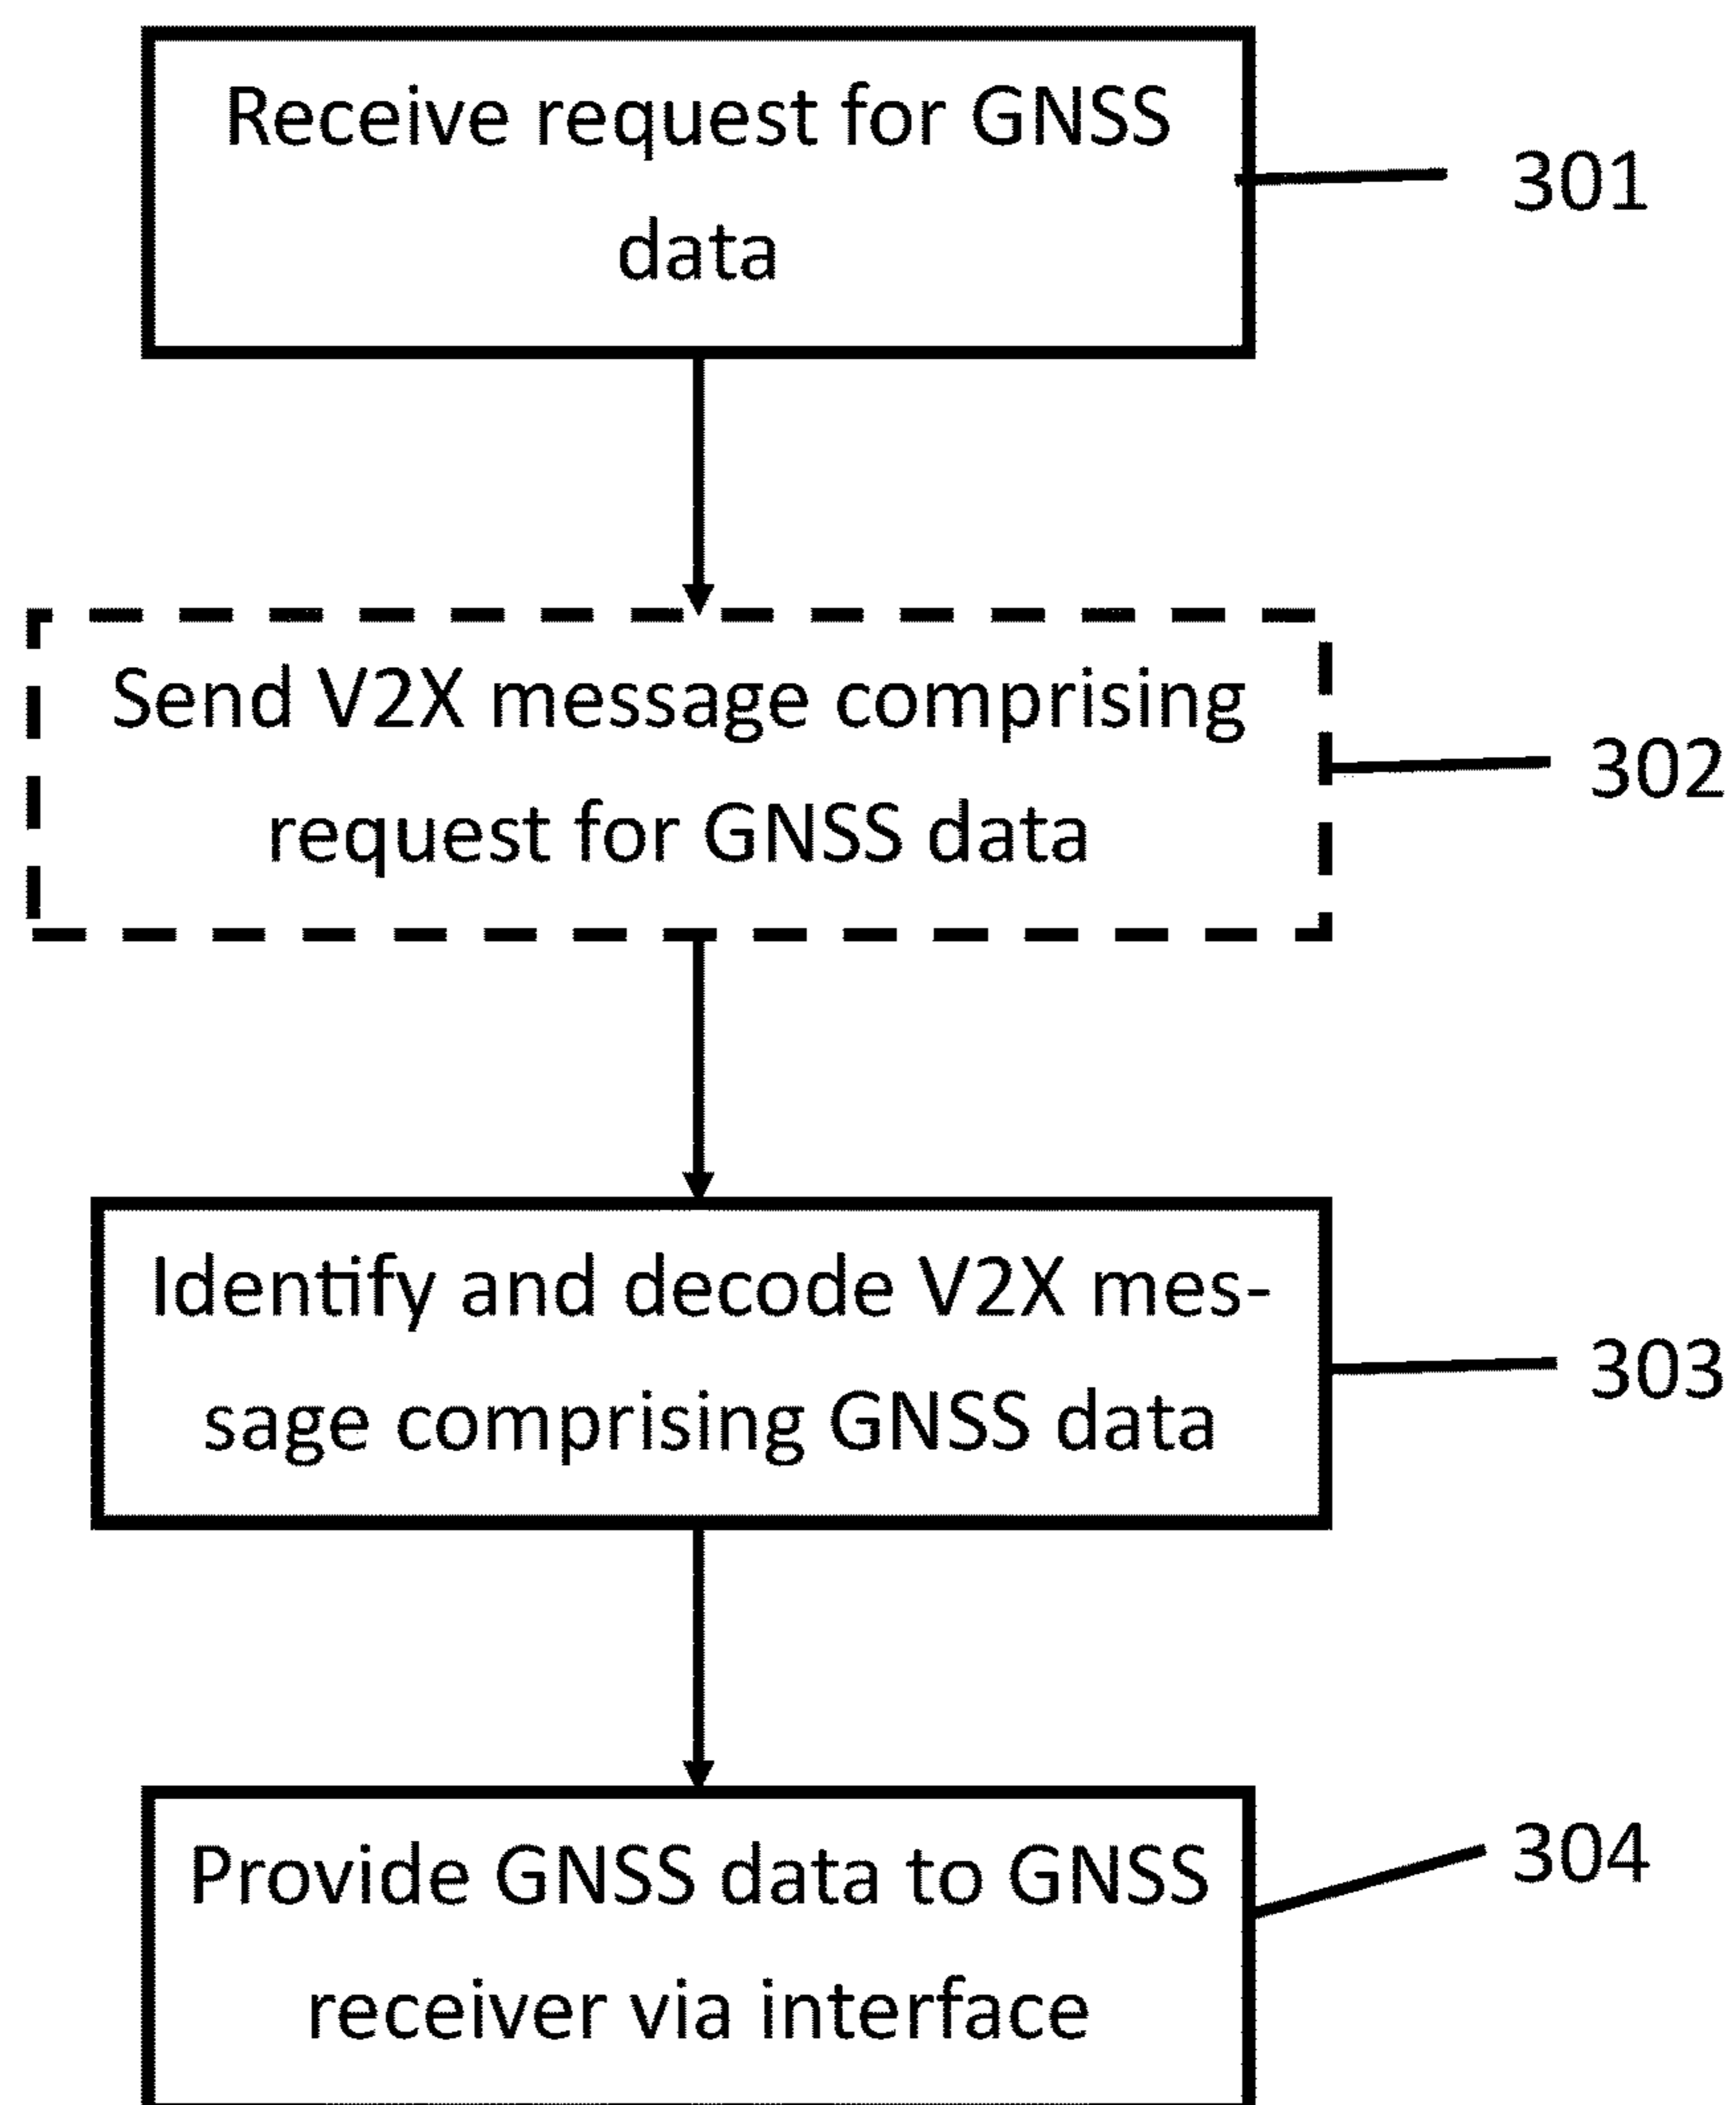 Receive request for GNSS
data
301
Send V2X message comprising
request for GNSS data
302
Identify and decode V2X mes-
sage comprising GNSS data
303
Provide GNSS data to GNSS
receiver via interface
304